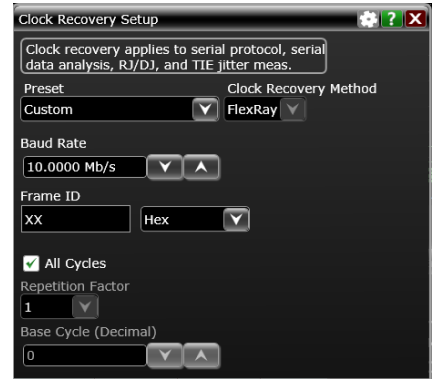 Clock Recovery Setup
?
X
Clock recovery applies to serial protocol, serial
data analysis, RJ/DJ, and TIE jitter meas.
Preset
Clock Recovery Method
Custom
FlexRay
Baud Rate
10.0000 Mb/s
Frame ID
XX
Hex
All Cycles
Repetition Factor
1
Base Cycle (Decimal)
0